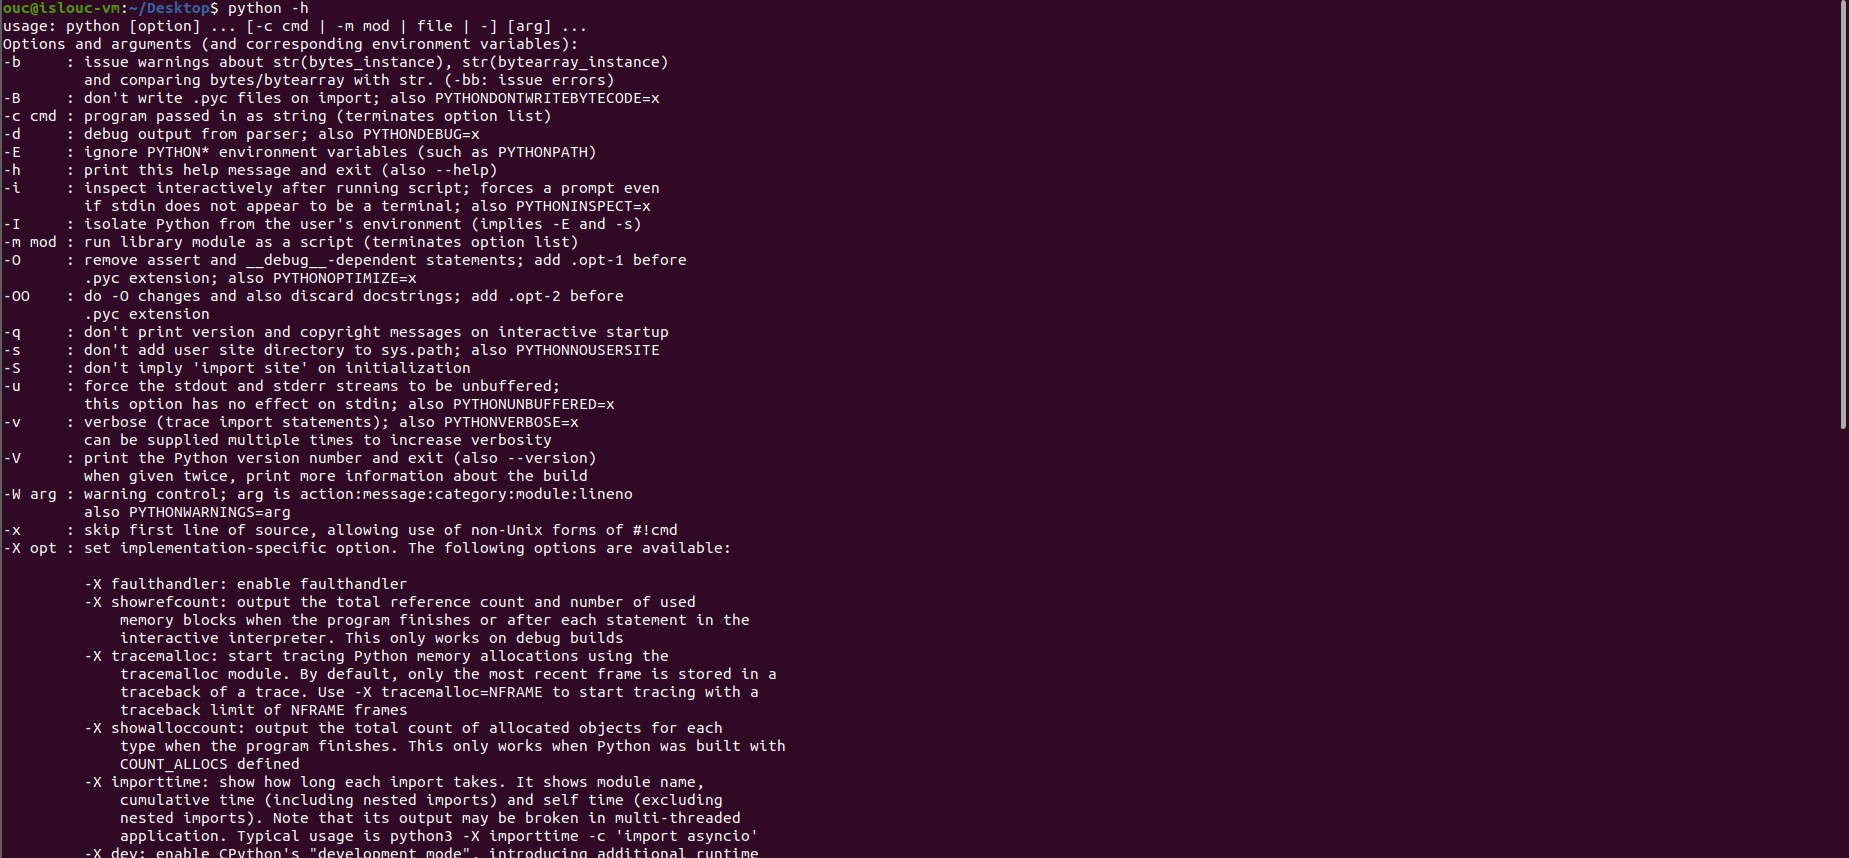 ouc@islouc-vm:~/Desktop$ python -h
usage: python [option] ... [-c cmd | -m mod | file | -] [arg] ...
Options and arguments (and corresponding environment variables):
-b     : issue warnings about str(bytes_instance), str(bytearray_instance)
         and comparing bytes/bytearray with str. (-bb: issue errors)
-B     : don't write .pyc files on import; also PYTHONDONTWRITEBYTECODE=x
-c cmd : program passed in as string (terminates option list)
-d     : debug output from parser; also PYTHONDEBUG=x
-E     : ignore PYTHON* environment variables (such as PYTHONPATH)
-h     : print this help message and exit (also --help)
-i     : inspect interactively after running script; forces a prompt even
         if stdin does not appear to be a terminal; also PYTHONINSPECT=x
-I     : isolate Python from the user's environment (implies -E and -s)
-m mod : run library module as a script (terminates option list)
-O     : remove assert and __debug__-dependent statements; add .opt-1 before
         .pyc extension; also PYTHONOPTIMIZE=x
-OO    : do -O changes and also discard docstrings; add .opt-2 before
         .pyc extension
-q     : don't print version and copyright messages on interactive startup
-s     : don't add user site directory to sys.path; also PYTHONNOUSERSITE
-S     : don't imply 'import site' on initialization
-u     : force the stdout and stderr streams to be unbuffered;
         this option has no effect on stdin; also PYTHONUNBUFFERED=x
-v     : verbose (trace import statements); also PYTHONVERBOSE=x
         can be supplied multiple times to increase verbosity
-V     : print the Python version number and exit (also --version)
         when given twice, print more information about the build
-W arg : warning control; arg is action:message:category:module:lineno
         also PYTHONWARNINGS=arg
-x     : skip first line of source, allowing use of non-Unix forms of #!cmd
-X opt : set implementation-specific option. The following options are available:
         -X faulthandler: enable faulthandler
         -X showrefcount: output the total reference count and number of used
             memory blocks when the program finishes or after each statement in the
             interactive interpreter. This only works on debug builds
         -X tracemalloc: start tracing Python memory allocations using the
             tracemalloc module. By default, only the most recent frame is stored in a
             traceback of a trace. Use -X tracemalloc=NFRAME to start tracing with a
             traceback limit of NFRAME frames
         -X showalloccount: output the total count of allocated objects for each
             type when the program finishes. This only works when Python was built with
             COUNT_ALLOCS defined
         -X importtime: show how long each import takes. It shows module name,
             cumulative time (including nested imports) and self time (excluding
             nested imports). Note that its output may be broken in multi-threaded
             application. Typical usage is python3 -X importtime -c 'import asyncio'
         -X dev: enable CPython's "development mode", introducing additional runtime